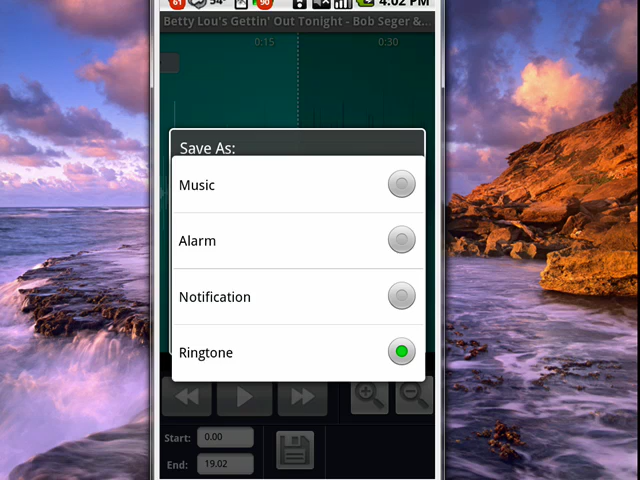 61 54° 90 4:02 PM
Betty Lou's Gettin' Out Tonight - Bob Seger &...
0:15 0:30
Save As:
Music
Alarm
Notification
Ringtone
Start: 0.00
End: 19.02